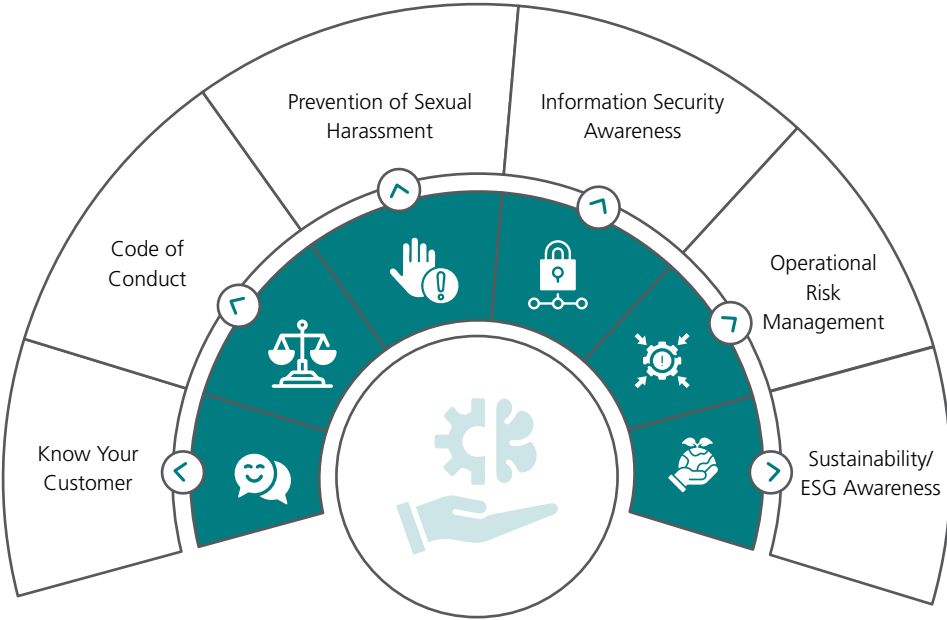 Prevention of Sexual
Harassment
Information Security
Awareness
Code of
Conduct
Operational
Risk
Management
Know Your
Customer
Sustainability/
ESG Awareness